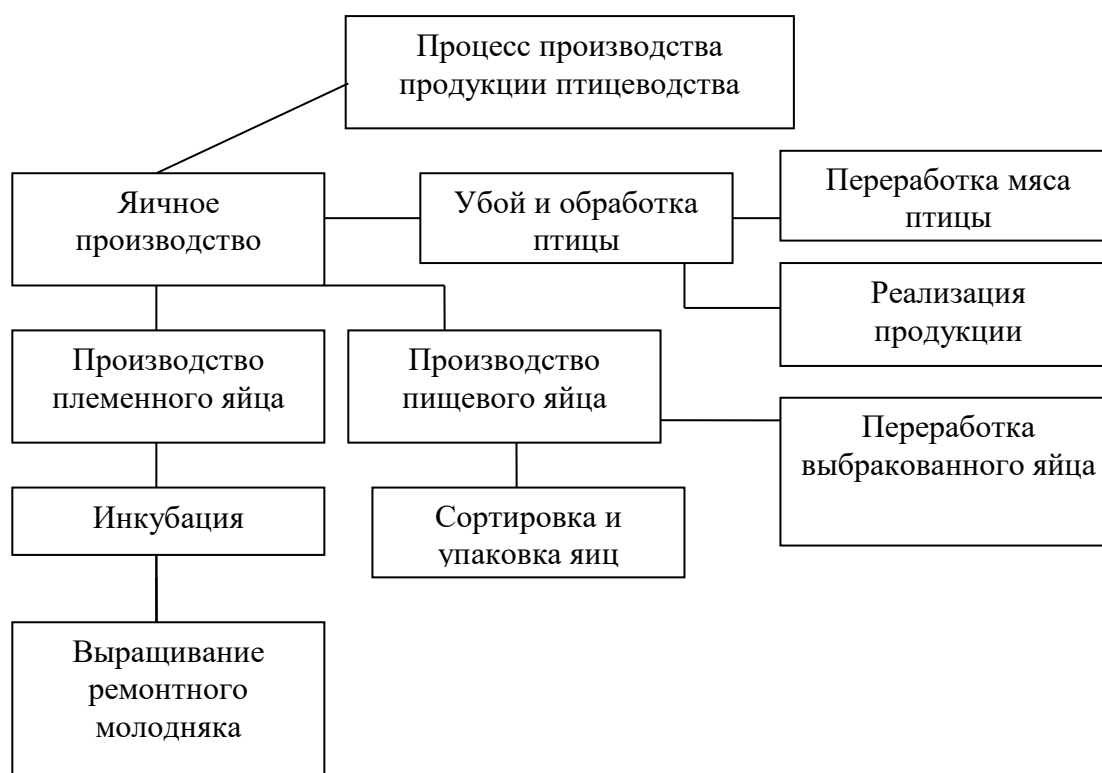 Процесс производства
продукции птицеводства
Яичное
производство
Убой и обработка
птицы
Переработка мяса
птицы
Реализация
продукции
Производство
племенного яйца
Производство
пищевого яйца
Переработка
выбракованного яйца
Инкубация
Сортировка и
упаковка яиц
Выращивание
ремонтного
молодняка